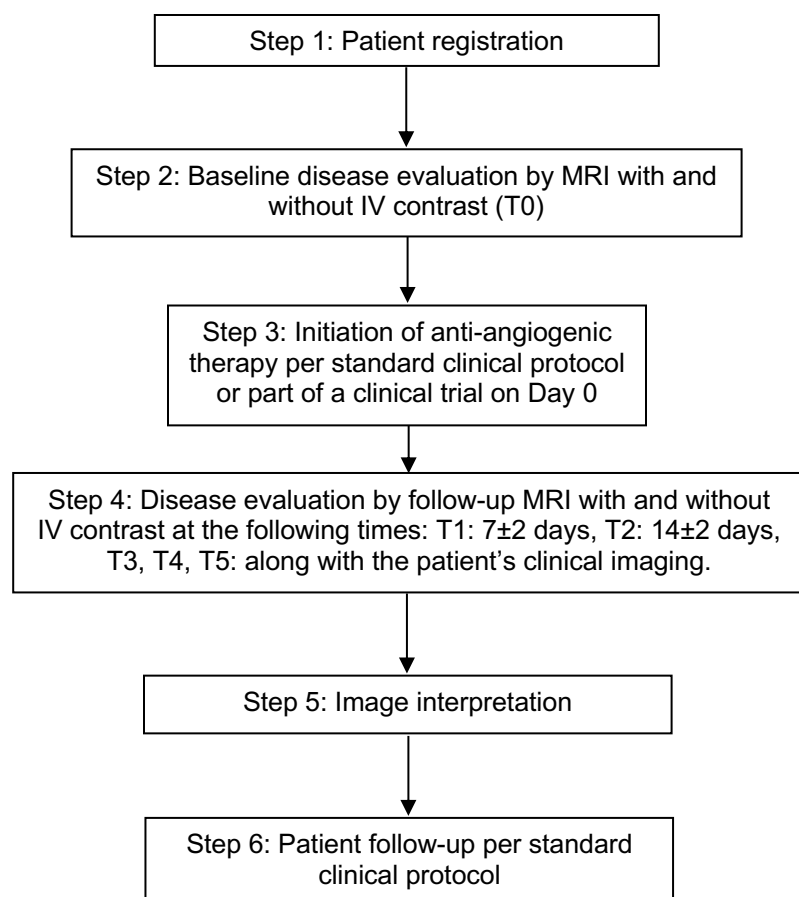 Step 1: Patient registration
Step 2: Baseline disease evaluation by MRI with and
without IV contrast (T0)
Step 3: Initiation of anti-angiogenic
therapy per standard clinical protocol
or part of a clinical trial on Day 0
Step 4: Disease evaluation by follow-up MRI with and without
IV contrast at the following times: T1: 7±2 days, T2: 14±2 days,
T3, T4, T5: along with the patient’s clinical imaging.
Step 5: Image interpretation
Step 6: Patient follow-up per standard
clinical protocol